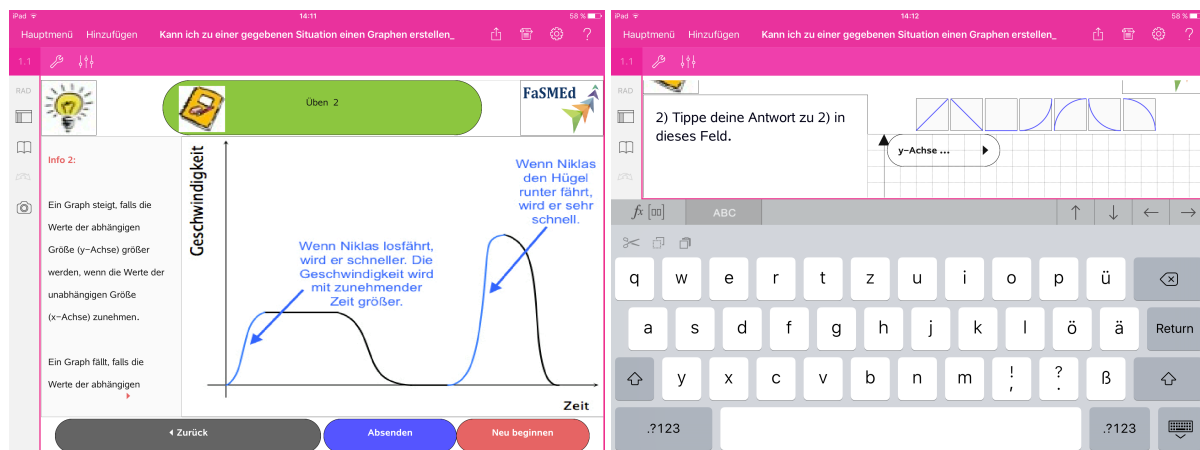 iPad
14:11
58 %
Hauptmenü
Hinzufügen
Kann ich zu einer gegebenen Situation einen Graphen erstellen_
?
1.1
RAD
Üben 2
FaSMEd
Info 2:
Ein Graph steigt, falls die
Werte der abhängigen
Größe (y-Achse) größer
werden, wenn die Werte der
unabhängigen Größe
(x-Achse) zunehmen.
Ein Graph fällt, falls die
Werte der abhängigen
Geschwindigkeit
Wenn Niklas losfährt,
wird er schneller. Die
Geschwindigkeit wird
mit zunehmender
Zeit größer.
Wenn Niklas
den Hügel
runter fährt,
wird er sehr
schnell.
Zeit
Zurück
Absenden
Neu beginnen
iPad
14:12
58 %
Hauptmenü
Hinzufügen
Kann ich zu einer gegebenen Situation einen Graphen erstellen_
?
1.1
RAD
2) Tippe deine Antwort zu 2) in
dieses Feld.
y-Achse ...
fx
ABC
q w e r t z u i o p ü
a s d f g h j k l ö ä Return
y x c v b n m ! , ? . ß
.?123
.?123